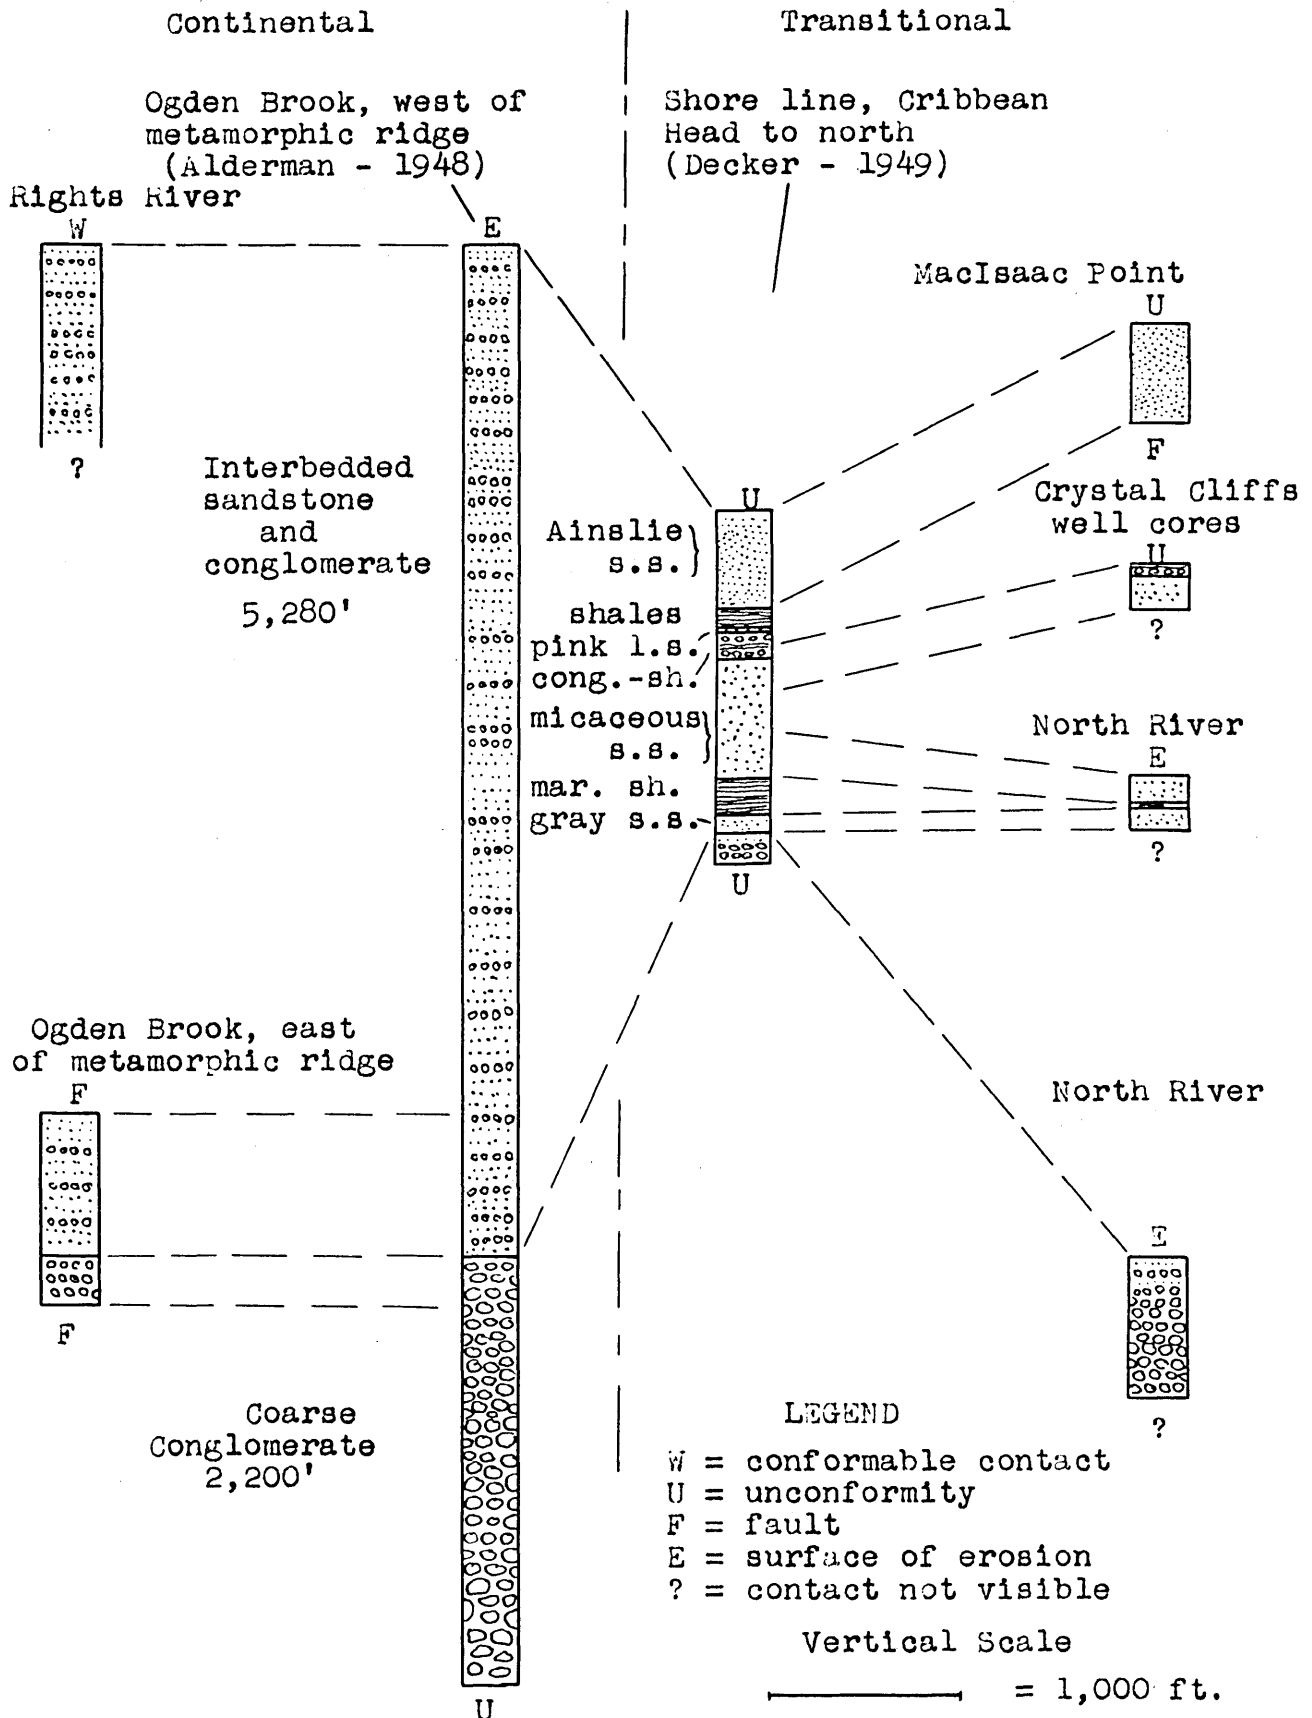 Continental
Transitional
Ogden Brook, west of
metamorphic ridge
(Alderman - 1948)
Shore line, Cribbean
Head to north
(Decker - 1949)
Rights River
W
E
MacIsaac Point
U
F
?
Interbedded
sandstone
and
conglomerate
5,280'
U
Ainslie
s.s.
shales
pink l.s.
cong.-sh.
micaceous
s.s.
mar. sh.
gray s.s.
U
Crystal Cliffs
well cores
U
?
North River
E
?
Ogden Brook, east
of metamorphic ridge
F
F
North River
E
?
Coarse
Conglomerate
2,200'
U
LEGEND
W = conformable contact
U = unconformity
F = fault
E = surface of erosion
? = contact not visible
Vertical Scale
= 1,000 ft.